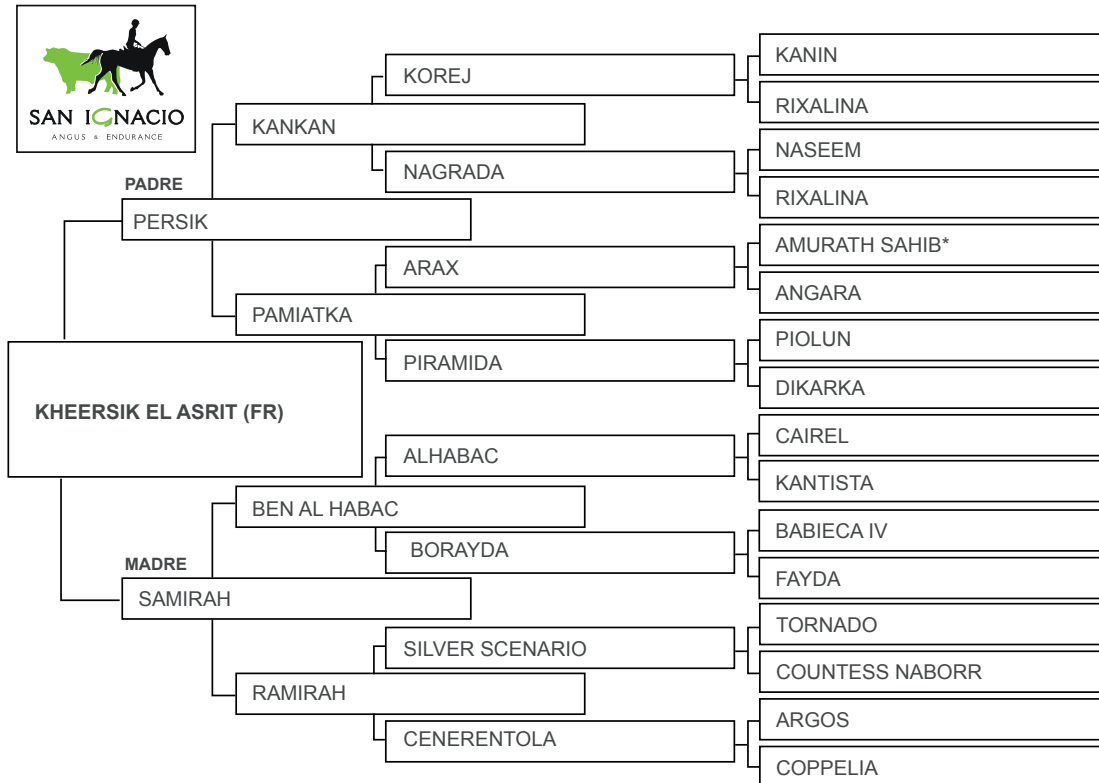 SAN IGNACIO
ANGUS & ENDURANCE
KHEERSIK EL ASRIT (FR)
PADRE
PERSIK
KANKAN
KOREJ
KANIN
RIXALINA
NAGRADA
NASEEM
RIXALINA
PAMIATKA
ARAX
AMURATH SAHIB*
ANGARA
PIRAMIDA
PIOLUN
DIKARKA
MADRE
SAMIRAH
BEN AL HABAC
ALHABAC
CAIREL
KANTISTA
BORAYDA
BABIECA IV
FAYDA
RAMIRAH
SILVER SCENARIO
TORNADO
COUNTESS NABORR
CENERENTOLA
ARGOS
COPPELIA